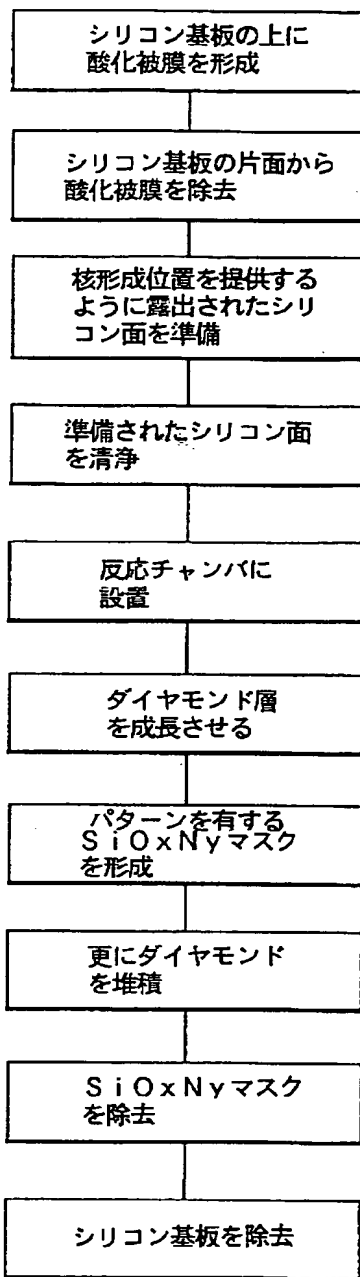 シリコン基板の上に
酸化被膜を形成
シリコン基板の片面から
酸化被膜を除去
核形成位置を提供する
ように露出されたシリ
コン面を準備
準備されたシリコン面
を清浄
反応チャンバに
設置
ダイヤモンド層
を成長させる
パターンを有する
SiOxNyマスク
を形成
更にダイヤモンド
を堆積
SiOxNyマスク
を除去
シリコン基板を除去